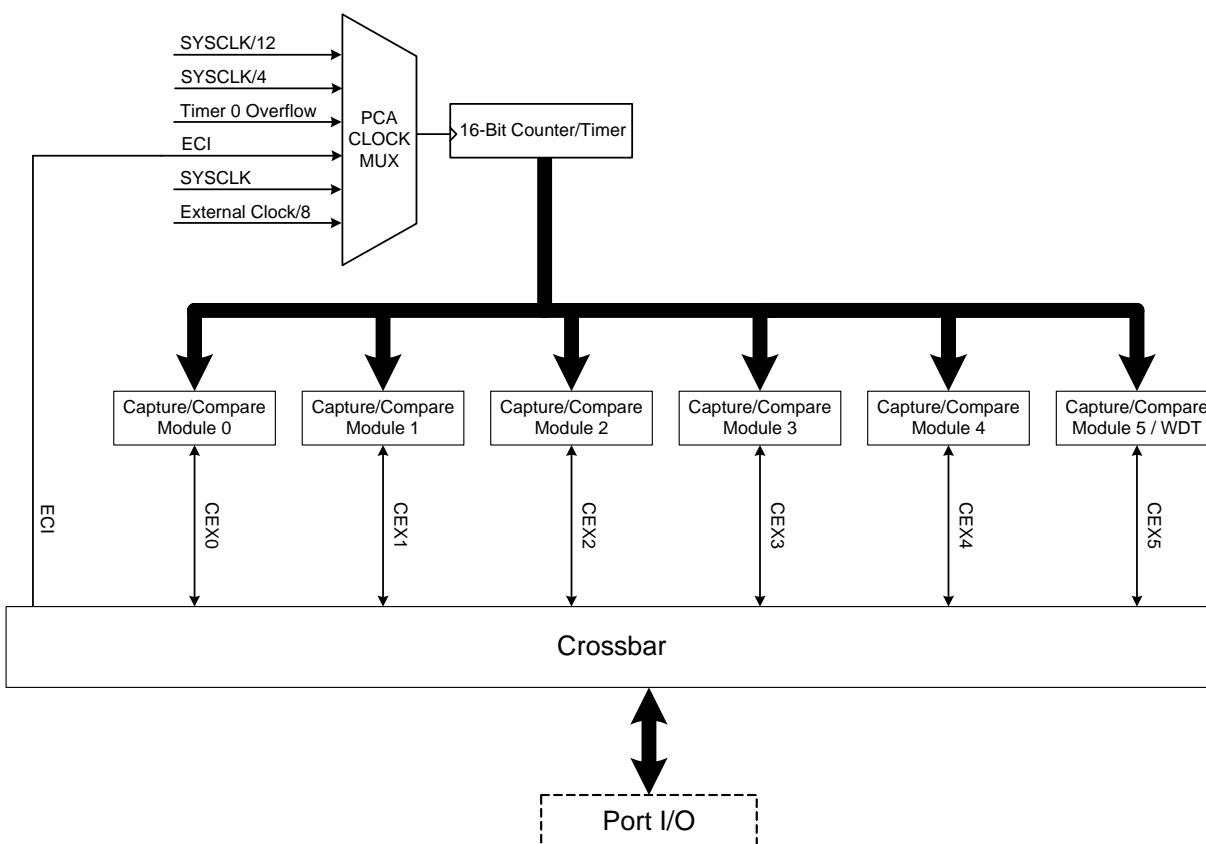 SYSCLK/12
SYSCLK/4
Timer 0 Overflow
ECI
SYSCLK
External Clock/8
PCA
CLOCK
MUX
16-Bit Counter/Timer
Capture/Compare
Module 0
Capture/Compare
Module 1
Capture/Compare
Module 2
Capture/Compare
Module 3
Capture/Compare
Module 4
Capture/Compare
Module 5 / WDT
ECI
CEX0
CEX1
CEX2
CEX3
CEX4
CEX5
Crossbar
Port I/O